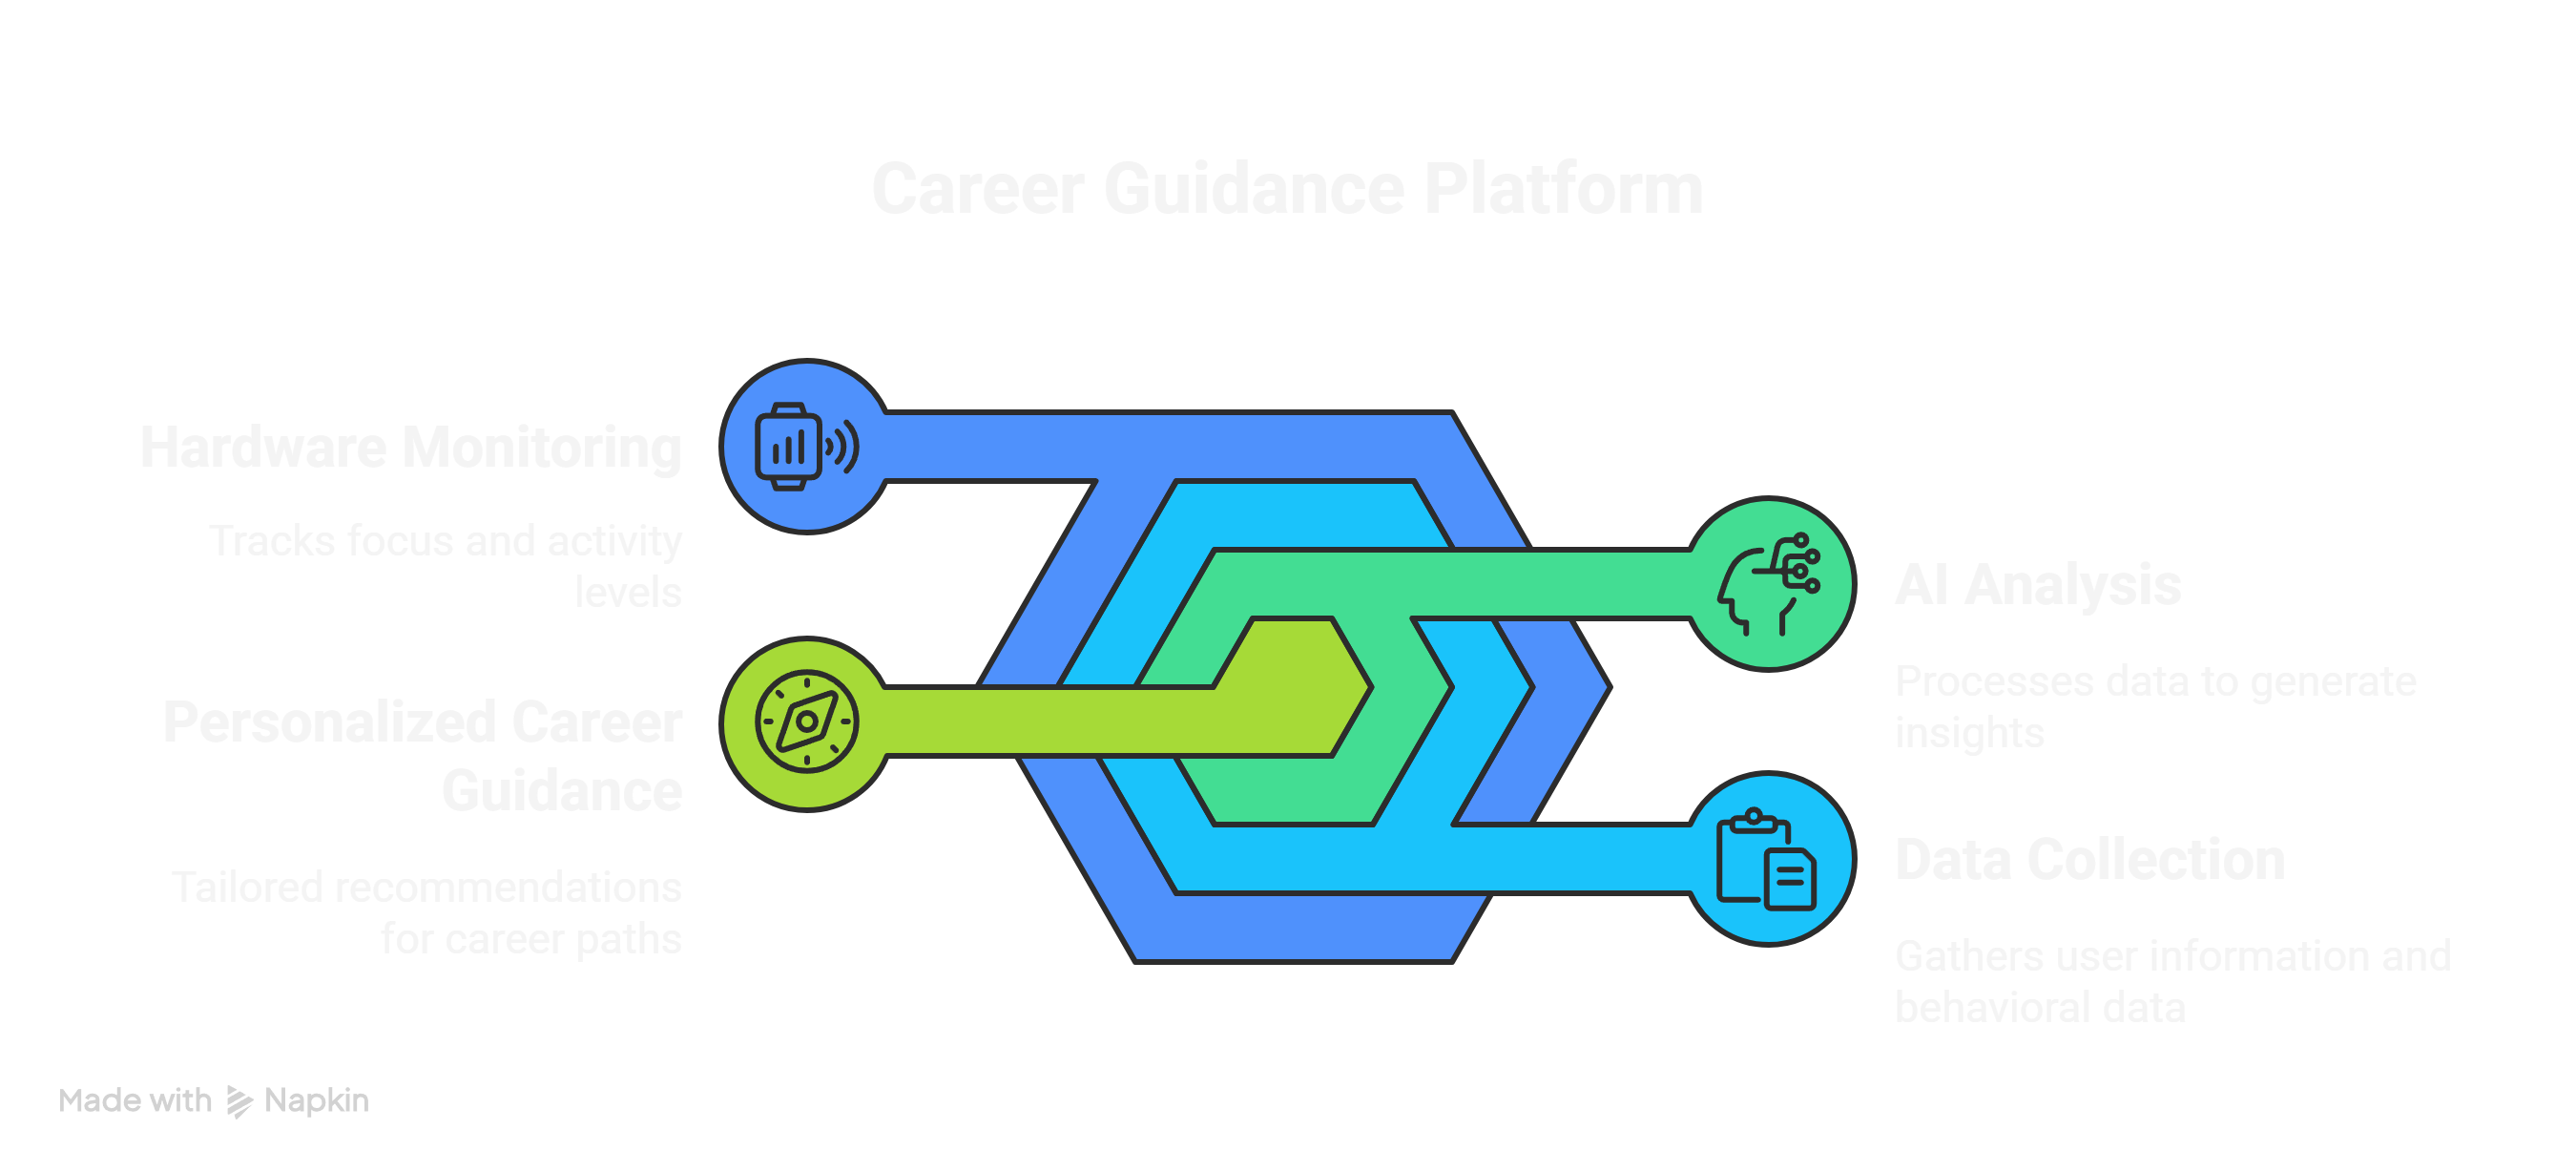 Career Guidance Platform
Hardware Monitoring
Tracks focus and activity
levels
Personalized Career
Guidance
Tailored recommendations
for career paths
AI Analysis
Processes data to generate
insights
Data Collection
Gathers user information and
behavioral data
Made with Napkin